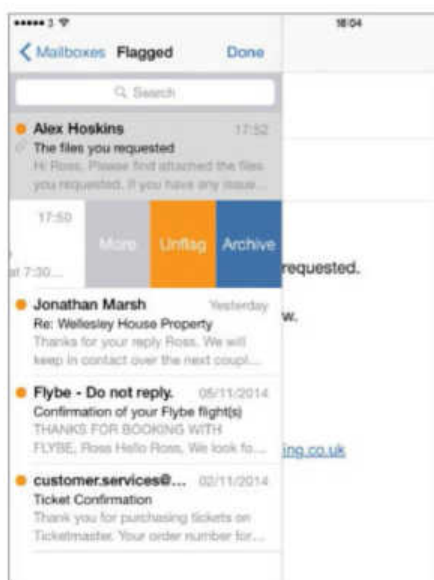 3
16:04
Mailboxes Flagged Done
Search
Alex Hoskins 17:52
The files you requested
Hi Ross, Please find attached the files
you requested. If you have any issue...
17:50
More Unflag Archive
at 7:30...
requested.
Jonathan Marsh Yesterday
w.
Re: Wellesley House Property
Thanks for your reply Ross. We will
keep in contact over the next coupl...
Flybe - Do not reply. 05/11/2014
Confirmation of your Flybe flight(s)
THANKS FOR BOOKING WITH
FLYBE, Ross Hello Ross, We look fo...
ing.co.uk
customer.services@... 02/11/2014
Ticket Confirmation
Thank you for purchasing tickets on
Ticketmaster. Your order number for...